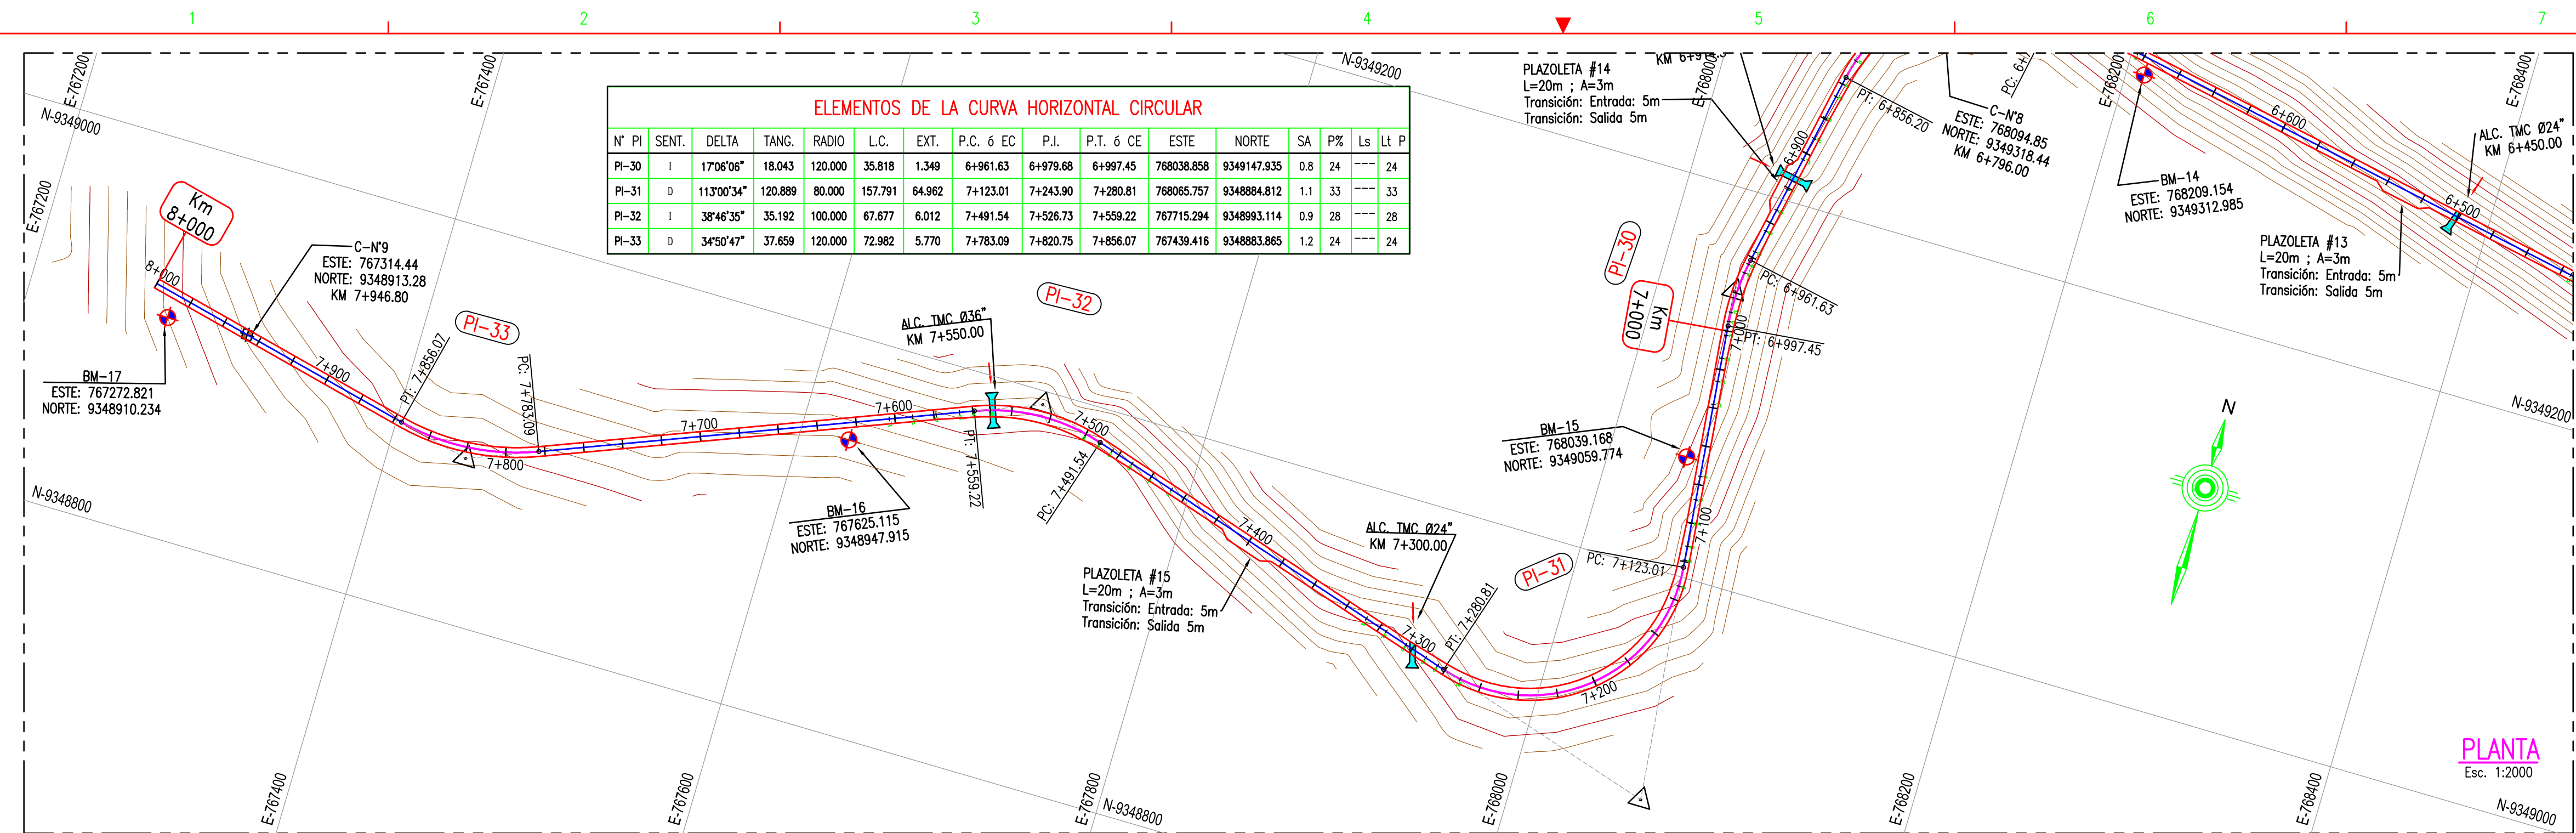 1 2 3 4 5 6 7
ELEMENTOS DE LA CURVA HORIZONTAL CIRCULAR
N° PI SENT. DELTA TANG. RADIO L.C. EXT. P.C. ó EC P.I. P.T. ó CE ESTE NORTE SA P% Ls Lt P
PI-30 I 17°06'06" 18.043 120.000 35.818 1.349 6+961.63 6+979.68 6+997.45 768038.858 9349147.935 0.8 24 --- 24
PI-31 D 113°00'34" 120.889 80.000 157.791 64.962 7+123.01 7+243.90 7+280.81 768065.757 9348884.812 1.1 33 --- 33
PI-32 I 38°46'35" 35.192 100.000 67.677 6.012 7+491.54 7+526.73 7+559.22 767715.294 9348993.114 0.9 28 --- 28
PI-33 D 34°50'47" 37.659 120.000 72.982 5.770 7+783.09 7+820.75 7+856.07 767439.416 9348883.865 1.2 24 --- 24
E-767200
N-9349000
E-767200
E-767400
N-9349200
E-768000
E-768200
E-768400
Km
8+000
8+000
C-N°9
ESTE: 767314.44
NORTE: 9348913.28
KM 7+946.80
BM-17
ESTE: 767272.821
NORTE: 9348910.234
7+900
PT: 7+856.07
PI-33
PC: 7+783.09
7+800
7+700
7+600
ALC. TMC Ø36"
KM 7+550.00
PI-32
BM-16
ESTE: 767625.115
NORTE: 9348947.915
PT: 7+559.22
7+500
PC: 7+491.54
7+400
PLAZOLETA #15
L=20m ; A=3m
Transición: Entrada: 5m
Transición: Salida 5m
ALC. TMC Ø24"
KM 7+300.00
7+300
PT: 7+280.81
PI-31
7+200
PC: 7+123.01
7+100
BM-15
ESTE: 768039.168
NORTE: 9349059.774
PI-30
Km
7+000
7+000
PT: 6+997.45
PC: 6+961.63
6+900
PLAZOLETA #14
L=20m ; A=3m
Transición: Entrada: 5m
Transición: Salida 5m
PT: 6+856.20
C-N°8
ESTE: 768094.85
NORTE: 9349318.44
KM 6+796.00
BM-14
ESTE: 768209.154
NORTE: 9349312.985
6+600
6+500
ALC. TMC Ø24"
KM 6+450.00
PLAZOLETA #13
L=20m ; A=3m
Transición: Entrada: 5m
Transición: Salida 5m
N-9349200
N
N-9348800
E-767400
E-767600
E-767800
N-9348800
E-768000
E-768200
E-768400
N-9349000
PLANTA
Esc. 1:2000